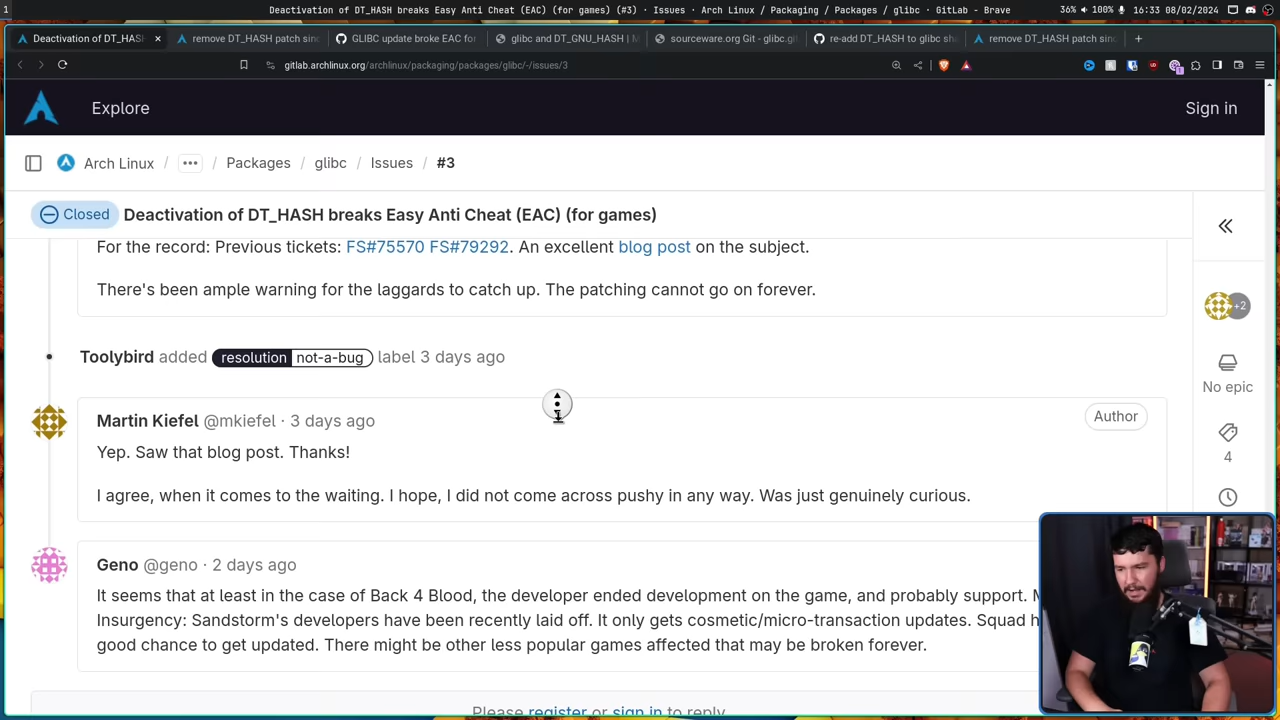 1
Deactivation of DT_HASH breaks Easy Anti Cheat (EAC) (for games) (#3) · Issues · Arch Linux / Packaging / Packages / glibc · GitLab - Brave
36% 100% 16:33 08/02/2024
Deactivation of DT_HASH
remove DT_HASH patch sinc
GLIBC update broke EAC for
glibc and DT_GNU_HASH |
sourceware.org Git - glibc.gi
re-add DT_HASH to glibc sha
remove DT_HASH patch sinc
gitlab.archlinux.org/archlinux/packaging/packages/glibc/-/issues/3
Explore
Sign in
Arch Linux / ... / Packages / glibc / Issues / #3
Closed Deactivation of DT_HASH breaks Easy Anti Cheat (EAC) (for games)
For the record: Previous tickets: FS#75570 FS#79292. An excellent blog post on the subject.
There's been ample warning for the laggards to catch up. The patching cannot go on forever.
+2
Toolybird added resolution not-a-bug label 3 days ago
No epic
Martin Kiefel @mkiefel · 3 days ago
Author
4
Yep. Saw that blog post. Thanks!
I agree, when it comes to the waiting. I hope, I did not come across pushy in any way. Was just genuinely curious.
Geno @geno · 2 days ago
It seems that at least in the case of Back 4 Blood, the developer ended development on the game, and probably support.
Insurgency: Sandstorm's developers have been recently laid off. It only gets cosmetic/micro-transaction updates. Squad
good chance to get updated. There might be other less popular games affected that may be broken forever.
Please register or sign in to reply